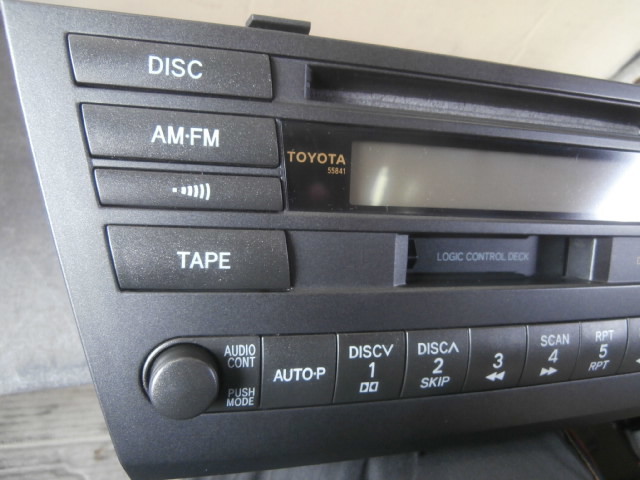 DISC
AM·FM
TOYOTA
55841
TAPE
LOGIC CONTROL DECK
AUDIO
CONT
PUSH
MODE
AUTO·P
DISC∨
1
DISC∧
2
SKIP
3
◀◀
SCAN
4
▶▶
RPT
5
RPT